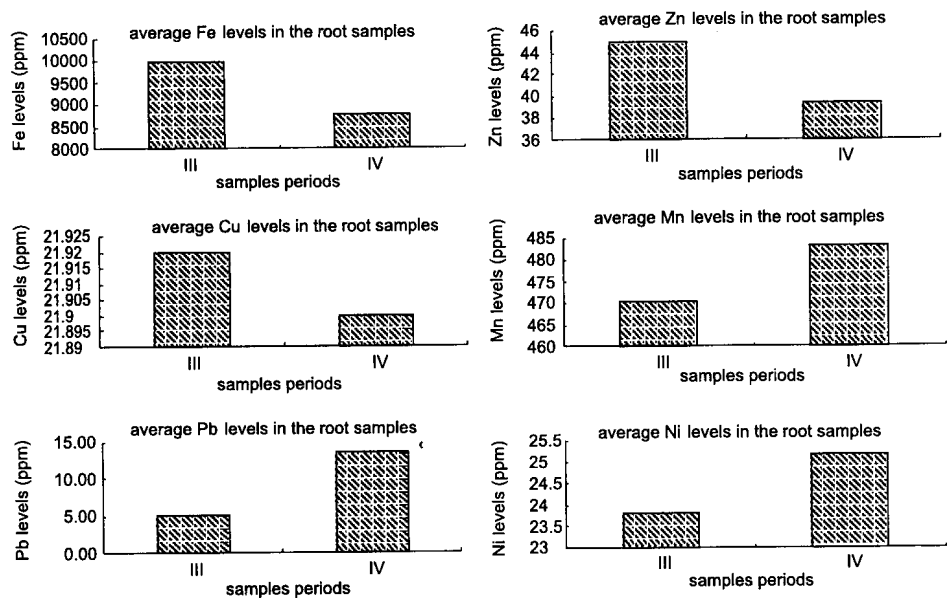 average Fe levels in the root samples
Fe levels (ppm)
10500
10000
9500
9000
8500
8000
III
IV
samples periods
average Zn levels in the root samples
Zn levels (ppm)
46
44
42
40
38
36
III
IV
samples periods
average Cu levels in the root samples
Cu levels (ppm)
21.925
21.92
21.915
21.91
21.905
21.9
21.895
21.89
III
IV
samples periods
average Mn levels in the root samples
Mn levels (ppm)
485
480
475
470
465
460
III
IV
samples periods
average Pb levels in the root samples
Pb levels (ppm)
15.00
10.00
5.00
0.00
III
IV
samples periods
average Ni levels in the root samples
Ni levels (ppm)
25.5
25
24.5
24
23.5
23
III
IV
samples periods